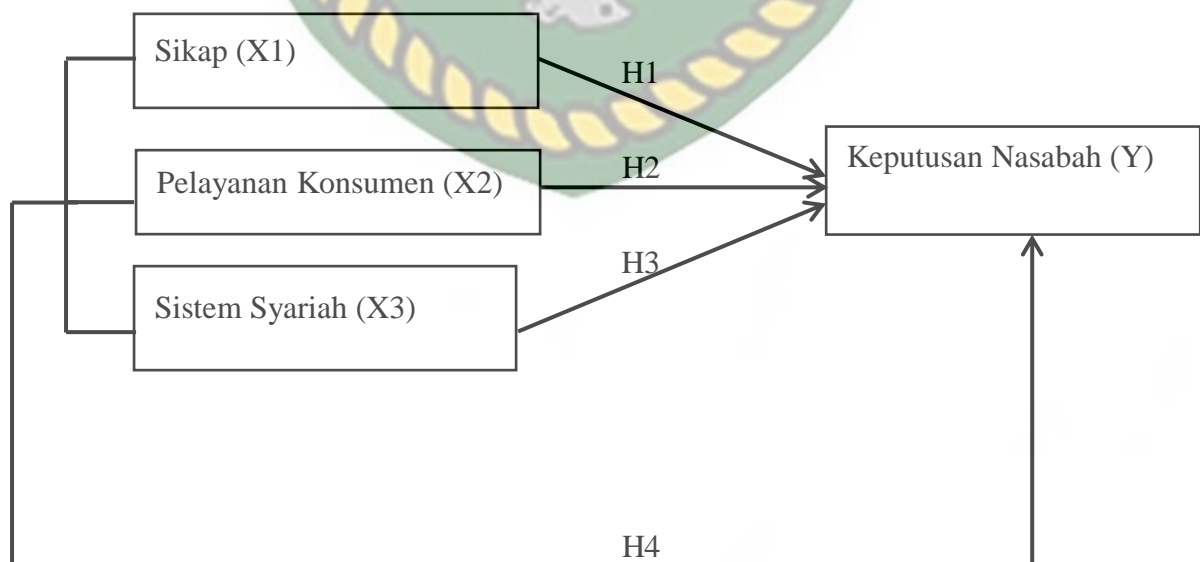 Sikap (X1)
H1
Keputusan Nasabah (Y)
Pelayanan Konsumen (X2)
H2
H3
Sistem Syariah (X3)
H4